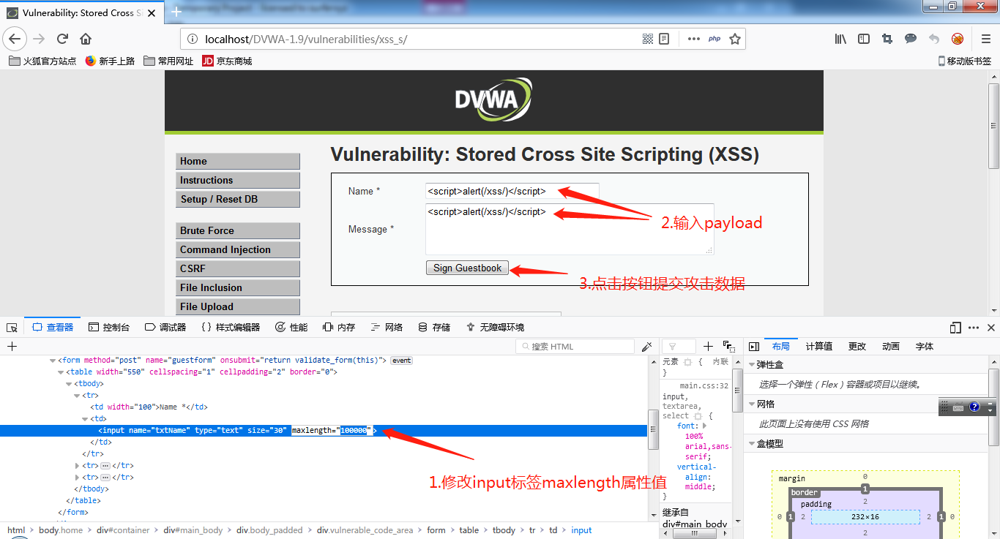 Vulnerability: Stored Cross S
localhost/DVWA-1.9/vulnerabilities/xss_s/
php
火狐官方站点
新手上路
常用网址
JD 京东商城
移动版书签
DVWA
Home
Instructions
Setup / Reset DB
Brute Force
Command Injection
CSRF
File Inclusion
File Upload
Vulnerability: Stored Cross Site Scripting (XSS)
Name *
<script>alert(/xss/)</script>
Message *
<script>alert(/xss/)</script>
2.输入payload
Sign Guestbook
3.点击按钮提交攻击数据
查看器
控制台
调试器
{} 样式编辑器
性能
内存
网络
存储
无障碍环境
搜索 HTML
布局
计算值
更改
动画
字体
<form method="post" name="guestform" onsubmit="return validate_form(this)"> event
<table width="550" cellspacing="1" cellpadding="2" border="0">
<tbody>
<tr>
<td width="100">Name *</td>
<td>
<input name="txtName" type="text" size="30" maxlength="100000">
</td>
</tr>
<tr> ... </tr>
<tr> ... </tr>
</tbody>
</table>
</form>
1.修改input标签maxlength属性值
html > body.home > div#container > div#main_body > div.body_padded > div.vulnerable_code_area > form > table > tbody > tr > td > input
元素 { 内联
}
main.css:32
input,
textarea,
select {
font:
100%
arial,sans-
serif;
vertical-
align:
middle;
}
继承自
div#main_body
弹性盒
选择一个弹性（Flex）容器或项目以继续。
网格
此页面上没有使用 CSS 网格
盒模型
margin
0
border
1
padding
2
0 1 2 232×16 2 1 0
2